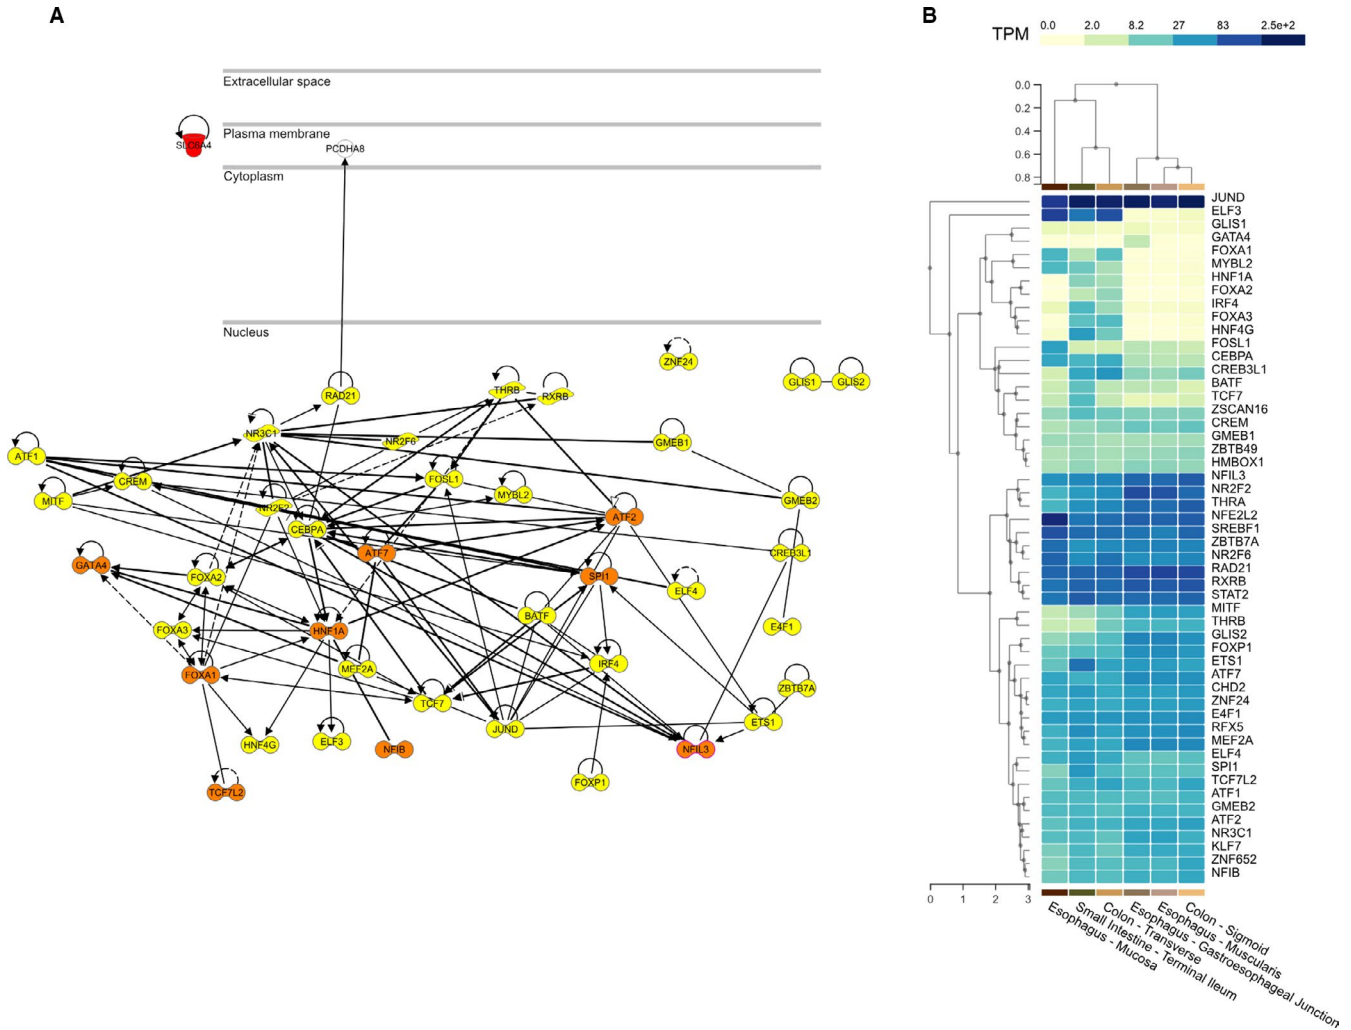 A
Extracellular space
Plasma membrane
SLC6A4
PCDHA8
Cytoplasm
Nucleus
ZNF24
GLIS1
GLIS2
RAD21
THRB
RXRB
NR3C1
NR2F6
GMEB1
ATF1
CREM
FOSL1
MITF
MYBL2
GMEB2
NR2F2
CEBPA
ATF2
ATF7
CREB3L1
GATA4
FOXA2
SPI1
ELF4
BATF
E4F1
FOXA3
HNF1A
MEF2A
IRF4
FOXA1
ZBTB7A
TCF7
JUND
ETS1
HNF4G
ELF3
NFIB
NFIL3
FOXP1
TCF7L2
B
TPM
0.0 2.0 8.2 27 83 2.5e+2
0.0
0.2
0.4
0.6
0.8
JUND
ELF3
GLIS1
GATA4
FOXA1
MYBL2
HNF1A
FOXA2
IRF4
FOXA3
HNF4G
FOSL1
CEBPA
CREB3L1
BATF
TCF7
ZSCAN16
CREM
GMEB1
ZBTB49
HMBOX1
NFIL3
NR2F2
THRA
NFE2L2
SREBF1
ZBTB7A
NR2F6
RAD21
RXRB
STAT2
MITF
THRB
GLIS2
FOXP1
ETS1
ATF7
CHD2
ZNF24
E4F1
RFX5
MEF2A
ELF4
SPI1
TCF7L2
ATF1
GMEB2
ATF2
NR3C1
KLF7
ZNF652
NFIB
0 1 2 3
Esophagus - Mucosa
Small Intestine - Terminal Ileum
Colon - Transverse
Esophagus - Gastroesophageal Junction
Esophagus - Muscularis
Colon - Sigmoid